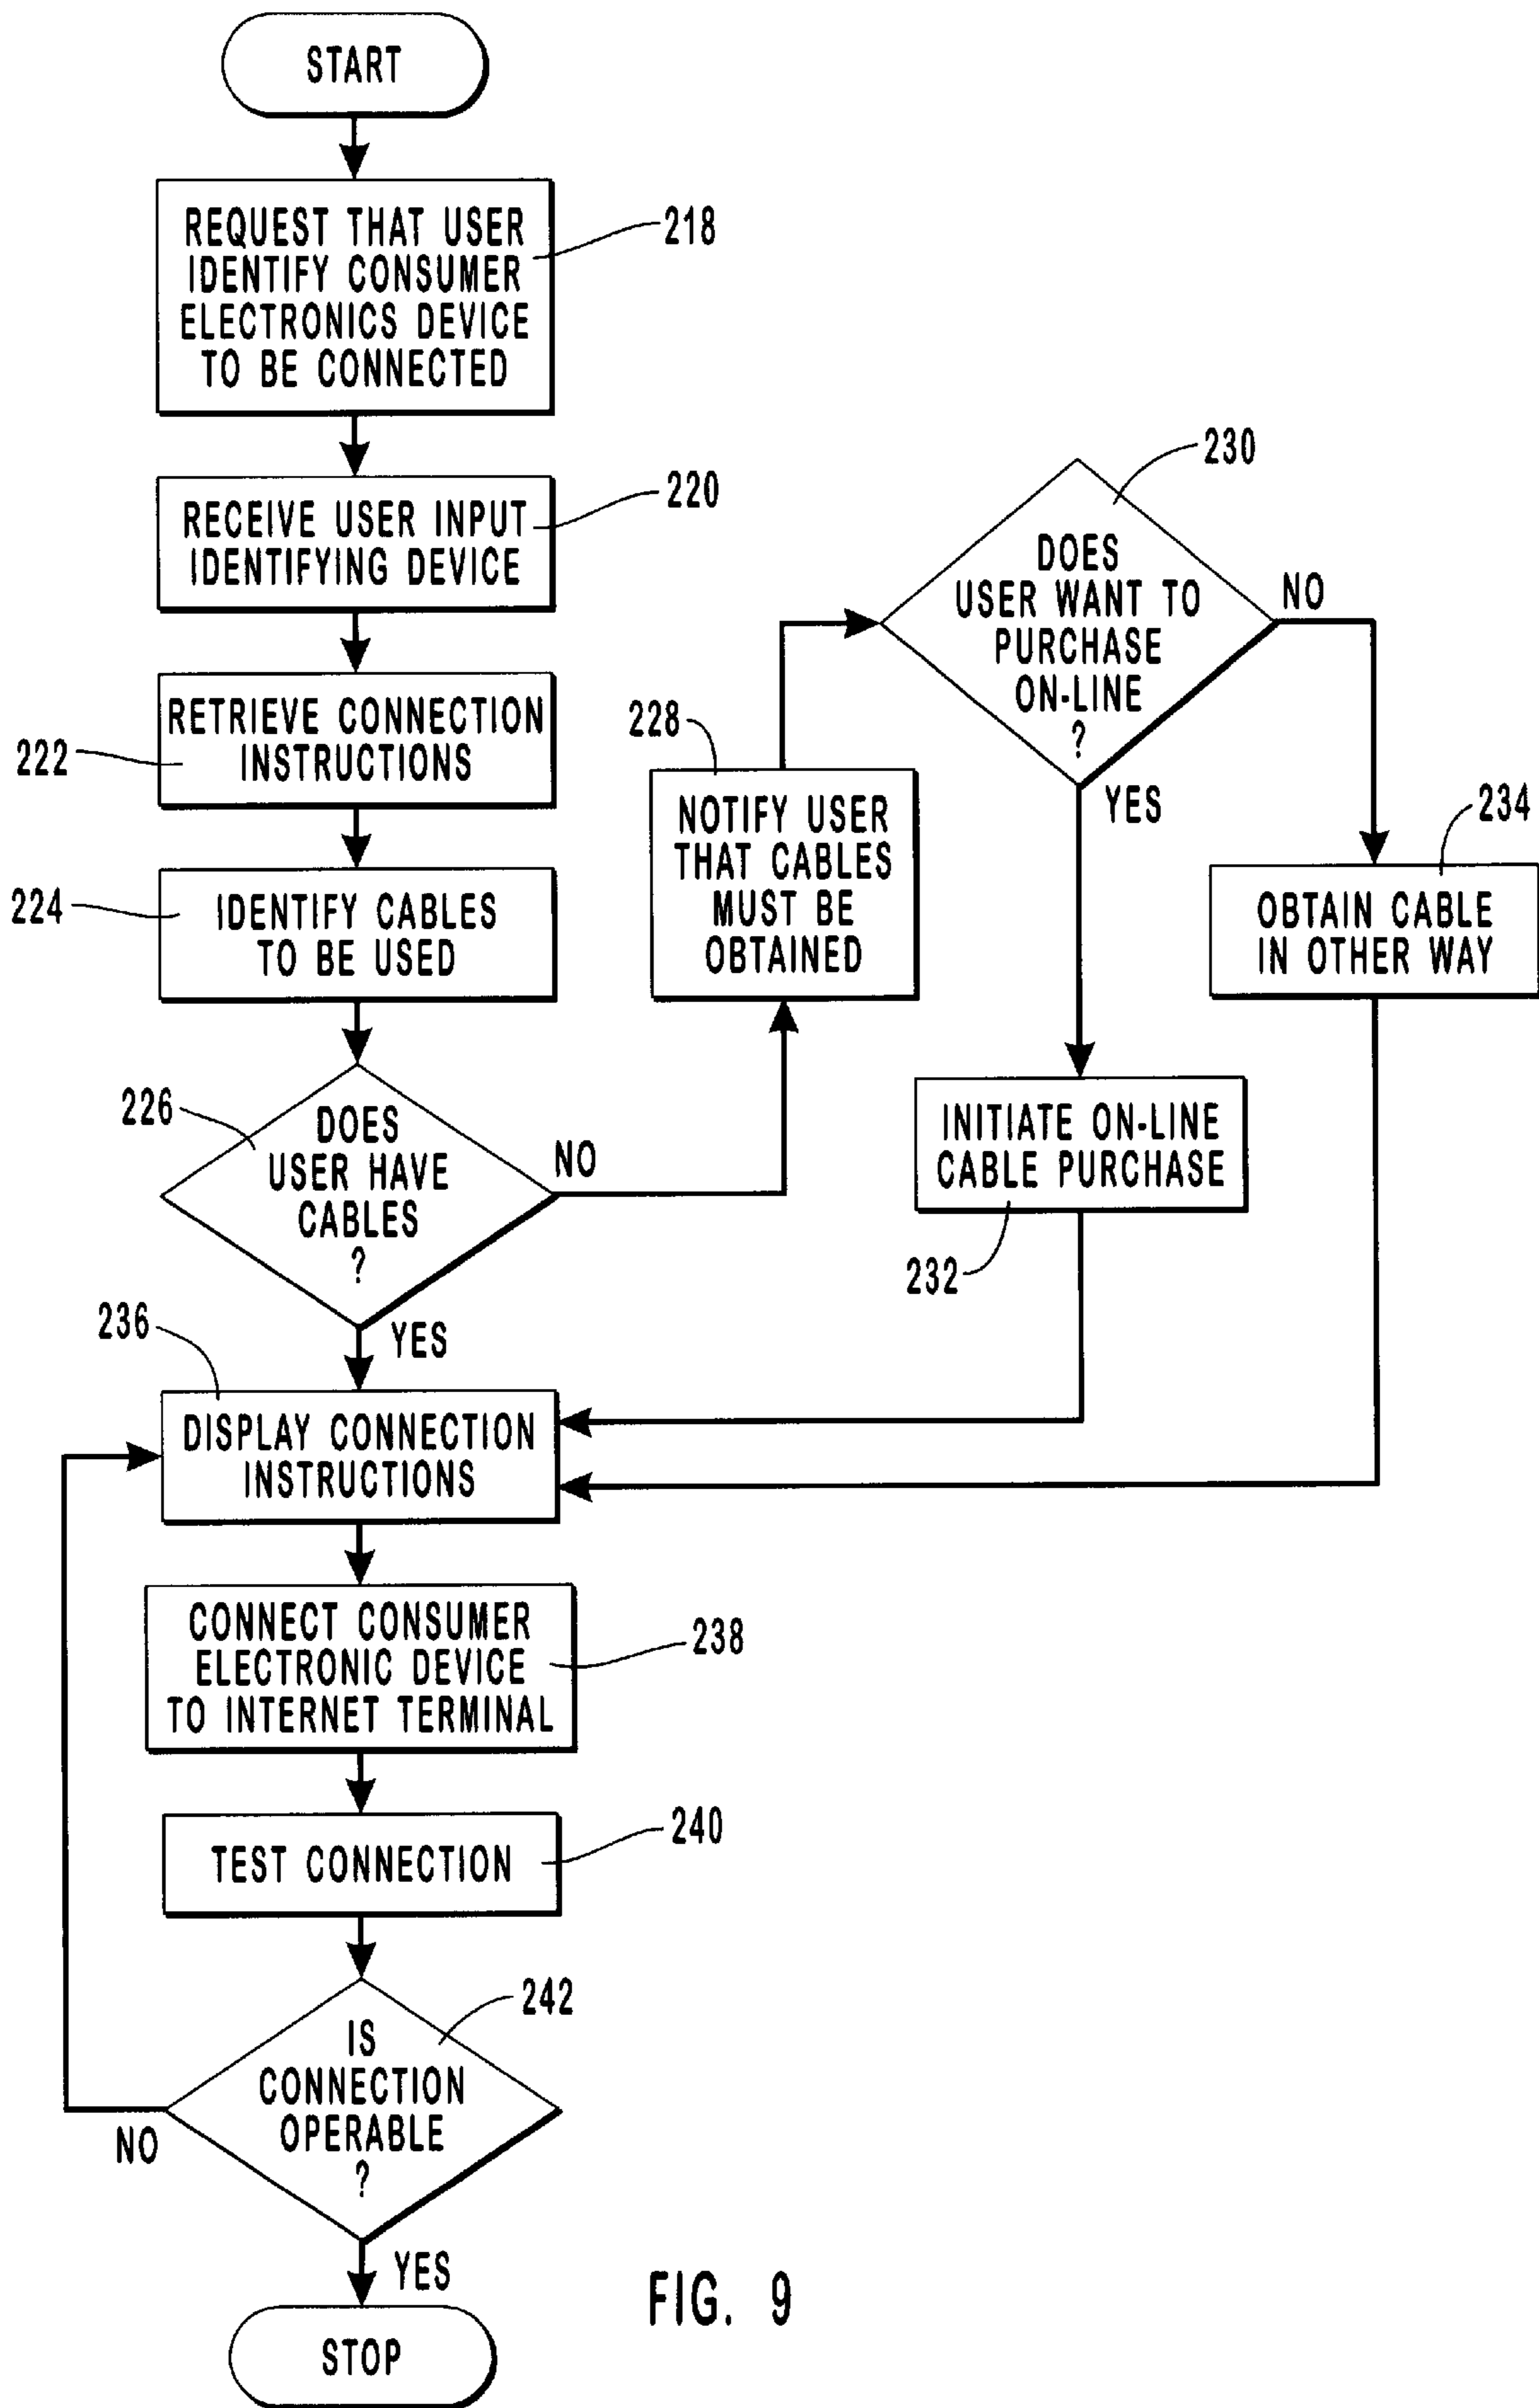 START
REQUEST THAT USER
IDENTIFY CONSUMER
ELECTRONICS DEVICE
TO BE CONNECTED
218
RECEIVE USER INPUT
IDENTIFYING DEVICE
220
RETRIEVE CONNECTION
INSTRUCTIONS
222
IDENTIFY CABLES
TO BE USED
224
DOES
USER HAVE
CABLES
?
226
NO
YES
NOTIFY USER
THAT CABLES
MUST BE
OBTAINED
228
DOES
USER WANT TO
PURCHASE
ON-LINE
?
230
NO
YES
OBTAIN CABLE
IN OTHER WAY
234
INITIATE ON-LINE
CABLE PURCHASE
232
236
DISPLAY CONNECTION
INSTRUCTIONS
CONNECT CONSUMER
ELECTRONIC DEVICE
TO INTERNET TERMINAL
238
TEST CONNECTION
240
IS
CONNECTION
OPERABLE
?
242
NO
YES
STOP
FIG. 9